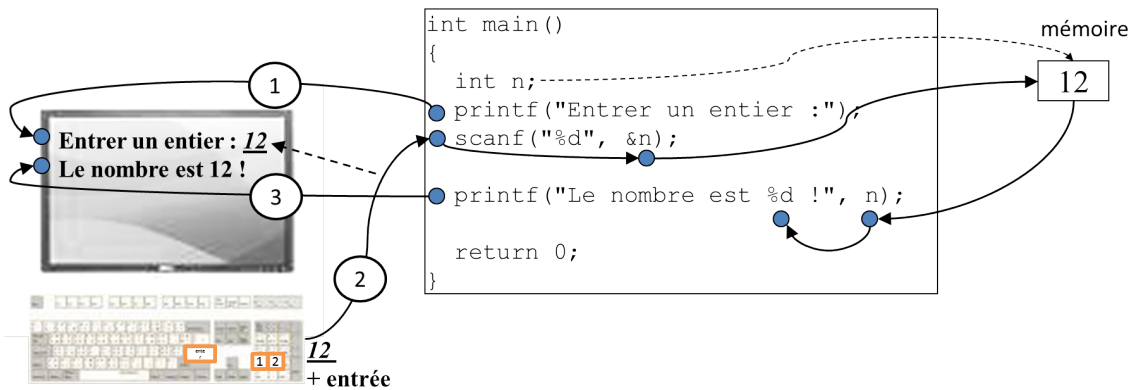 int main()
{
int n;
printf("Entrer un entier :");
scanf("%d", &n);
printf("Le nombre est %d !", n);
return 0;
}
mémoire
12
1
Entrer un entier : 12
Le nombre est 12 !
3
2
1 2
12
+ entrée